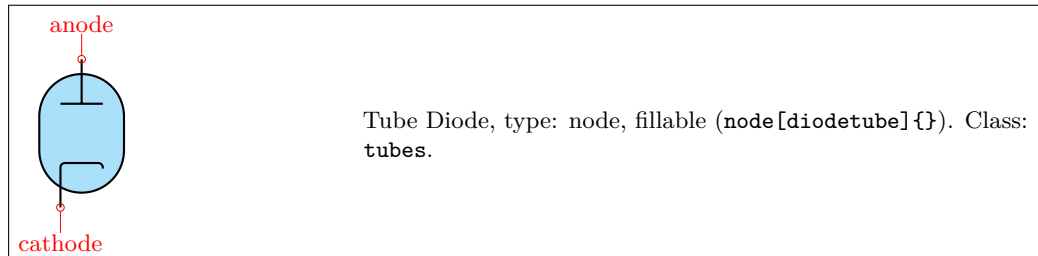 anode
Tube Diode, type: node, fillable (node[diodetube]{}). Class:
tubes.
cathode